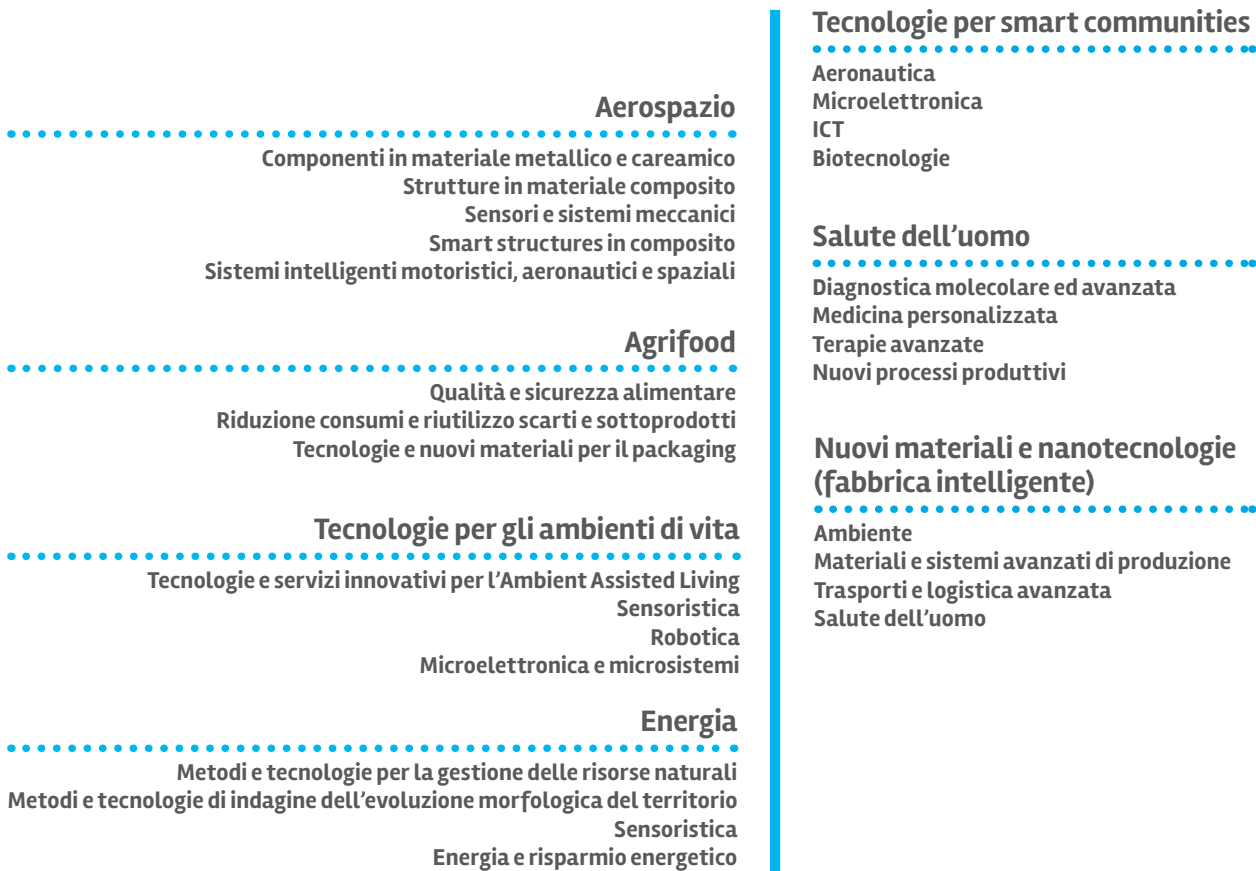 Aerospazio
Componenti in materiale metallico e careamico
Strutture in materiale composito
Sensori e sistemi meccanici
Smart structures in composito
Sistemi intelligenti motoristici, aeronautici e spaziali
Agrifood
Qualità e sicurezza alimentare
Riduzione consumi e riutilizzo scarti e sottoprodotti
Tecnologie e nuovi materiali per il packaging
Tecnologie per gli ambienti di vita
Tecnologie e servizi innovativi per l’Ambient Assisted Living
Sensoristica
Robotica
Microelettronica e microsistemi
Energia
Metodi e tecnologie per la gestione delle risorse naturali
Metodi e tecnologie di indagine dell’evoluzione morfologica del territorio
Sensoristica
Energia e risparmio energetico
Tecnologie per smart communities
Aeronautica
Microelettronica
ICT
Biotecnologie
Salute dell’uomo
Diagnostica molecolare ed avanzata
Medicina personalizzata
Terapie avanzate
Nuovi processi produttivi
Nuovi materiali e nanotecnologie
(fabbrica intelligente)
Ambiente
Materiali e sistemi avanzati di produzione
Trasporti e logistica avanzata
Salute dell’uomo